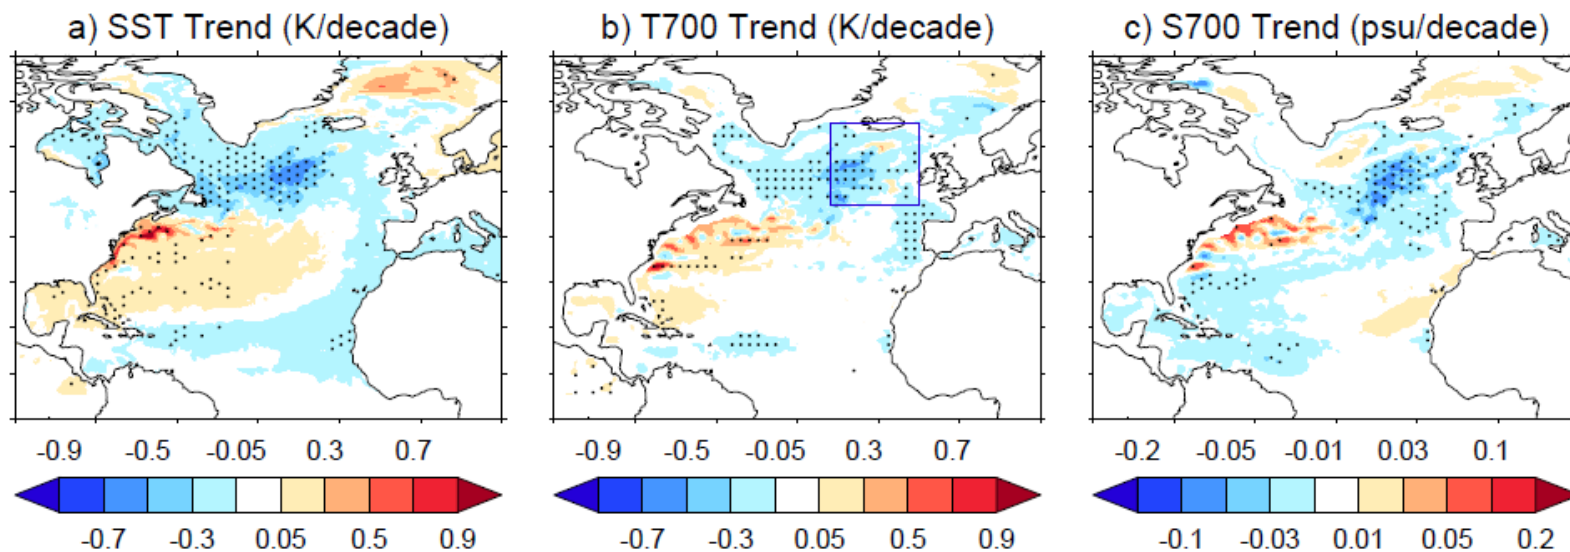 a) SST Trend (K/decade)
b) T700 Trend (K/decade)
c) S700 Trend (psu/decade)
-0.9 -0.5 -0.05 0.3 0.7
-0.7 -0.3 0.05 0.5 0.9
-0.9 -0.5 -0.05 0.3 0.7
-0.7 -0.3 0.05 0.5 0.9
-0.2 -0.05 -0.01 0.03 0.1
-0.1 -0.03 0.01 0.05 0.2